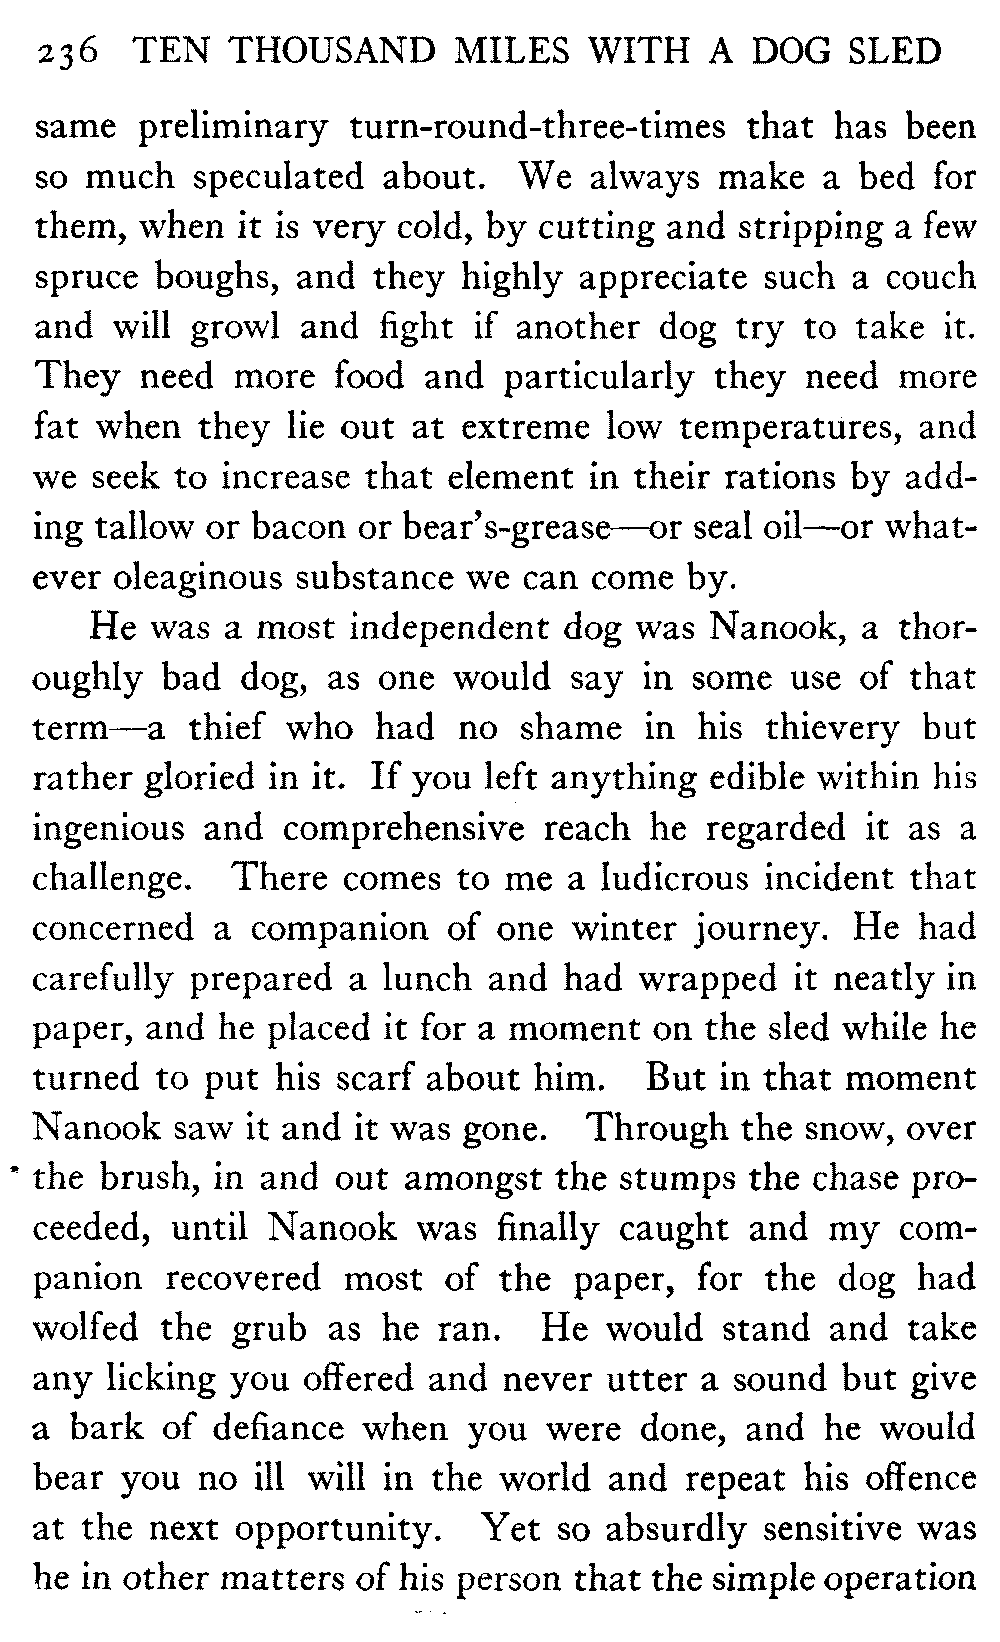 236 TEN THOUSAND MILES WITH A DOG SLED
same preliminary turn-round-three-times that has been
so much speculated about. We always make a bed for
them, when it is very cold, by cutting and stripping a few
spruce boughs, and they highly appreciate such a couch
and will growl and fight if another dog try to take it.
They need more food and particularly they need more
fat when they lie out at extreme low temperatures, and
we seek to increase that element in their rations by add-
ing tallow or bacon or bear's-grease—or seal oil—or what-
ever oleaginous substance we can come by.
He was a most independent dog was Nanook, a thor-
oughly bad dog, as one would say in some use of that
term—a thief who had no shame in his thievery but
rather gloried in it. If you left anything edible within his
ingenious and comprehensive reach he regarded it as a
challenge. There comes to me a ludicrous incident that
concerned a companion of one winter journey. He had
carefully prepared a lunch and had wrapped it neatly in
paper, and he placed it for a moment on the sled while he
turned to put his scarf about him. But in that moment
Nanook saw it and it was gone. Through the snow, over
the brush, in and out amongst the stumps the chase pro-
ceeded, until Nanook was finally caught and my com-
panion recovered most of the paper, for the dog had
wolfed the grub as he ran. He would stand and take
any licking you offered and never utter a sound but give
a bark of defiance when you were done, and he would
bear you no ill will in the world and repeat his offence
at the next opportunity. Yet so absurdly sensitive was
he in other matters of his person that the simple operation